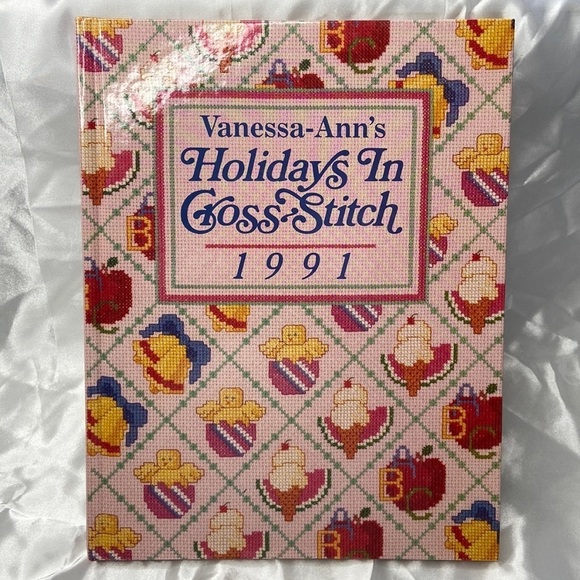 Vanessa-Ann's
Holidays In
Cross-Stitch
1991
B
C
B
C
B
C